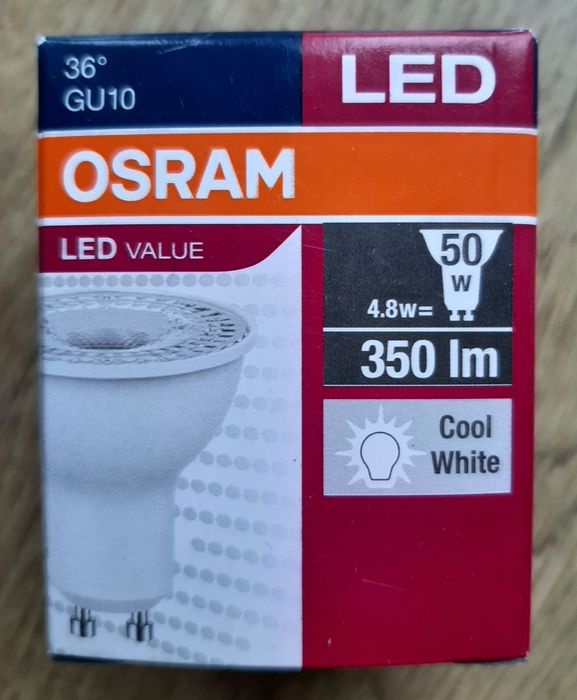 36°
GU10
LED
OSRAM
LED VALUE
50
W
4.8w=
350 lm
Cool
White